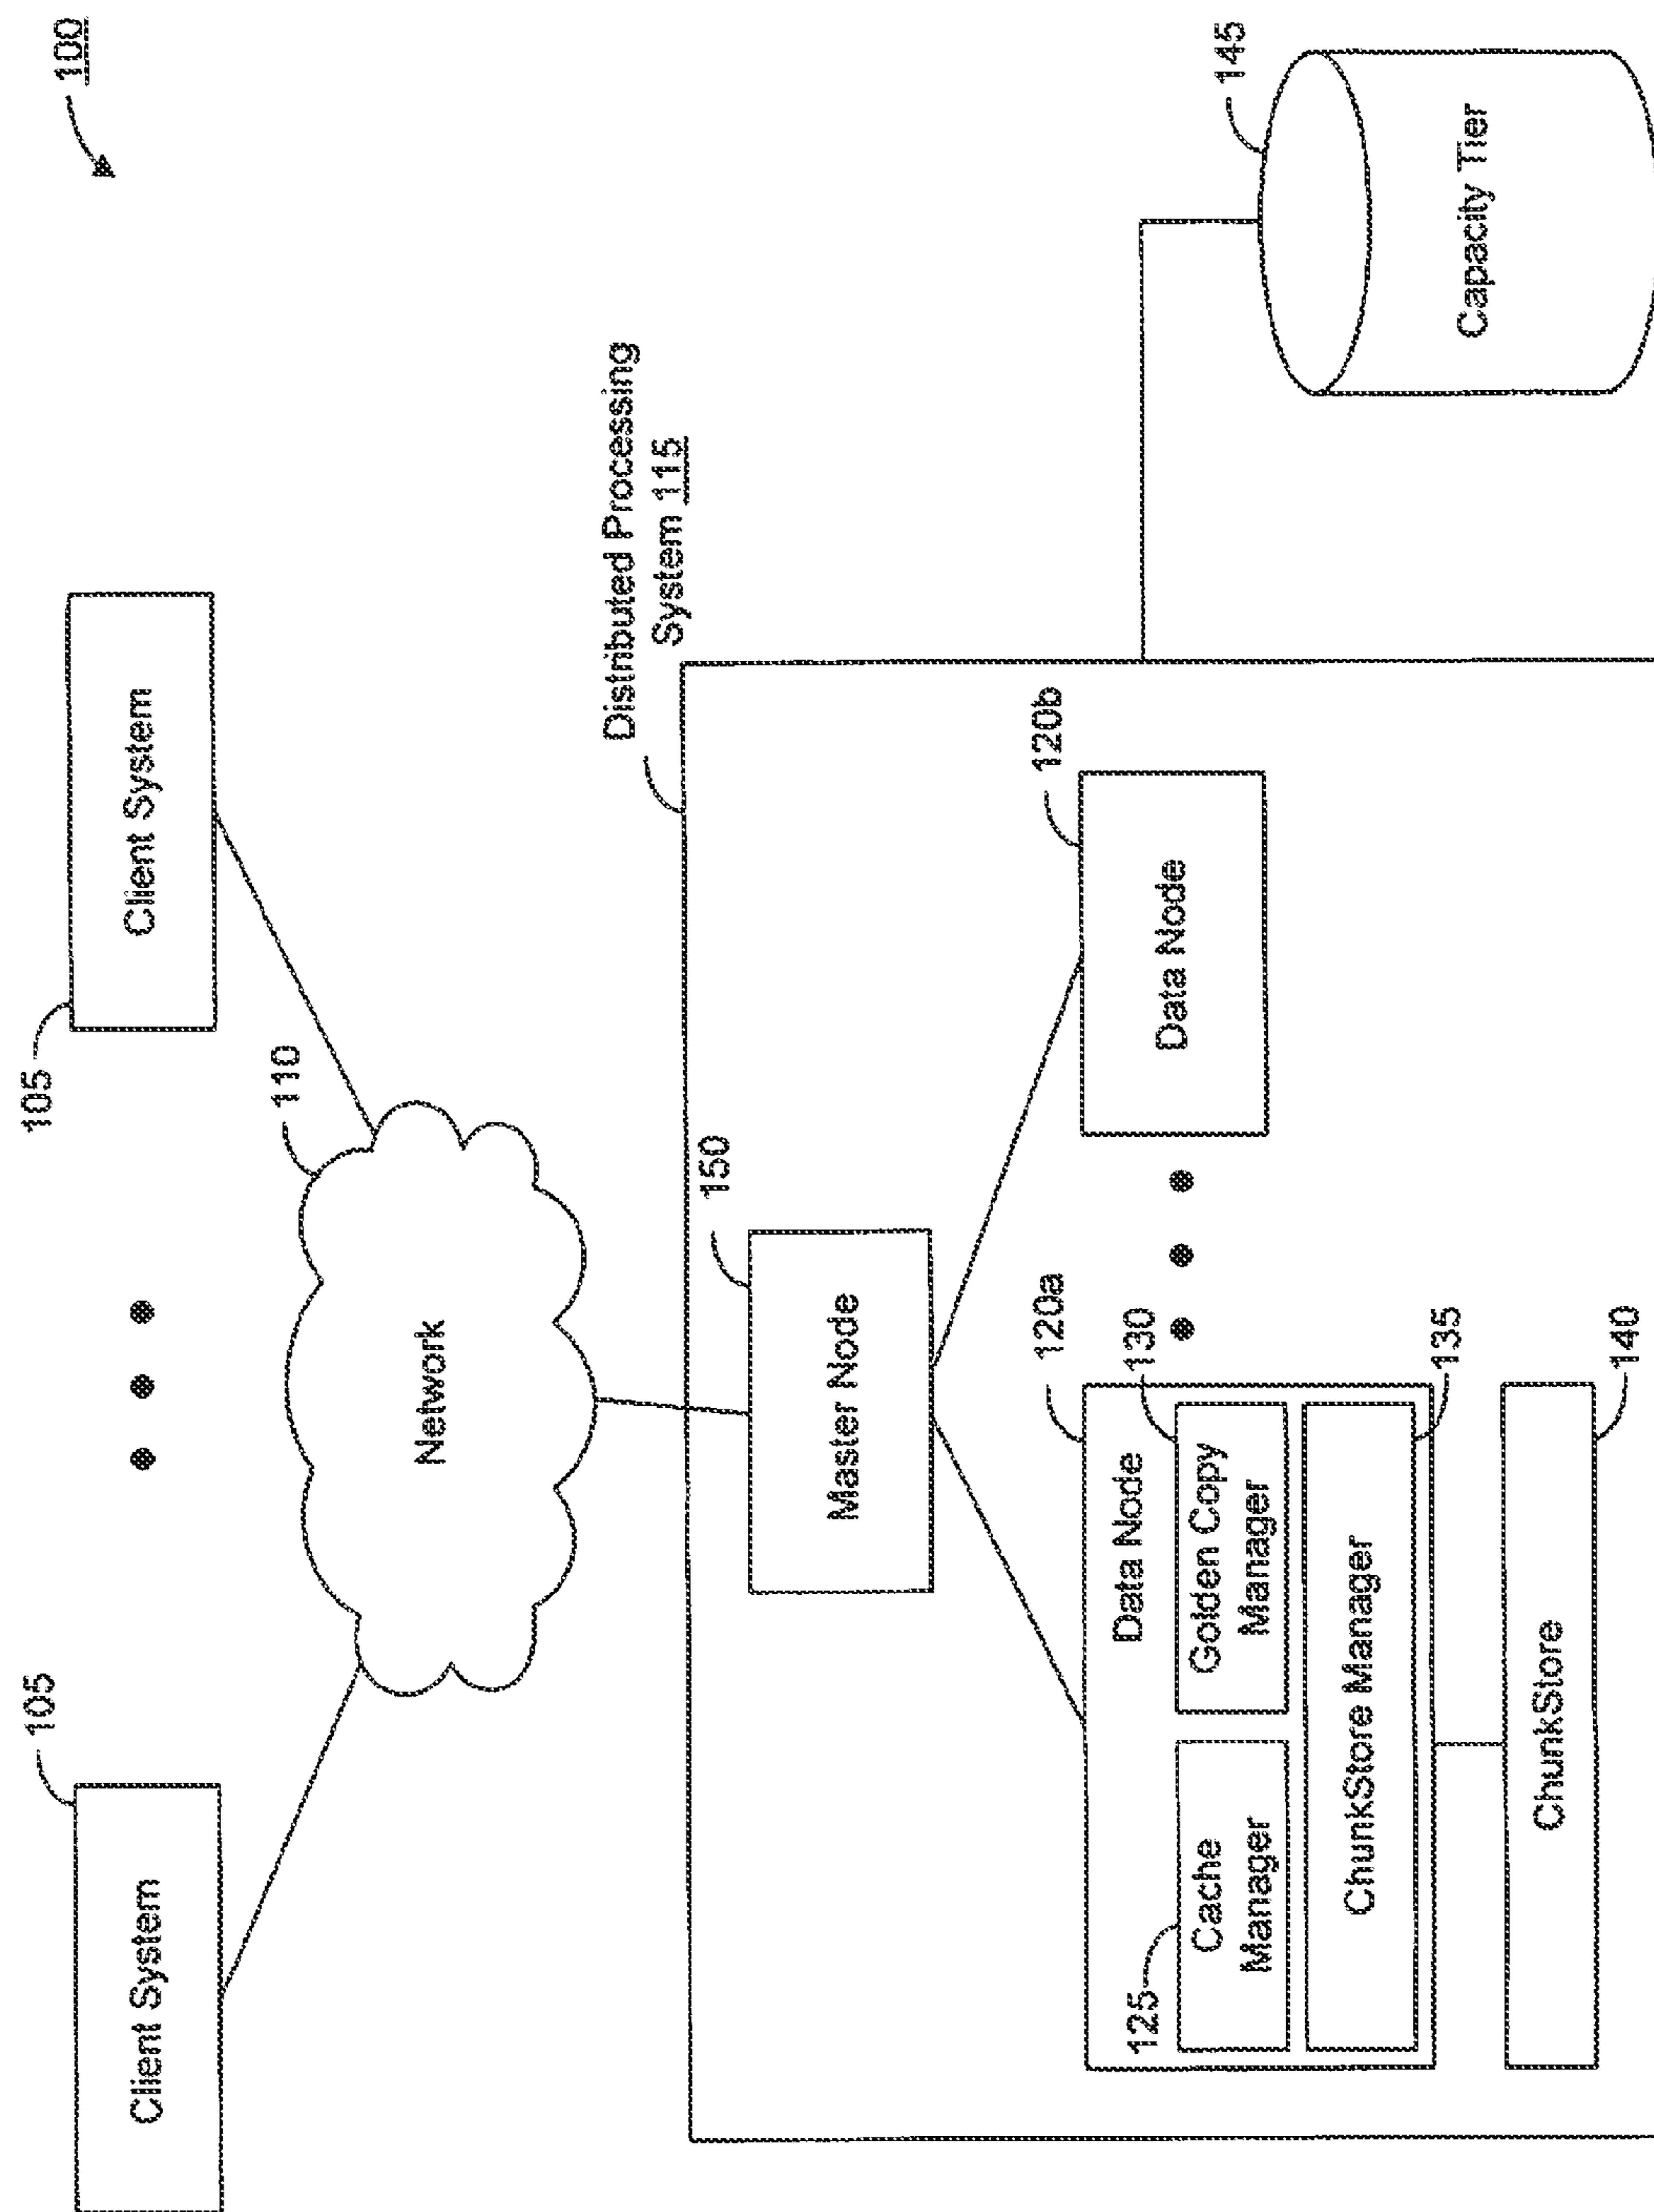 100
105
Client System
105
Client System
110
Network
Distributed Processing
System 115
150
Master Node
120a
Data Node
125
Cache
Manager
130
Golden Copy
Manager
135
ChunkStore Manager
140
ChunkStore
120b
Data Node
145
Capacity Tier